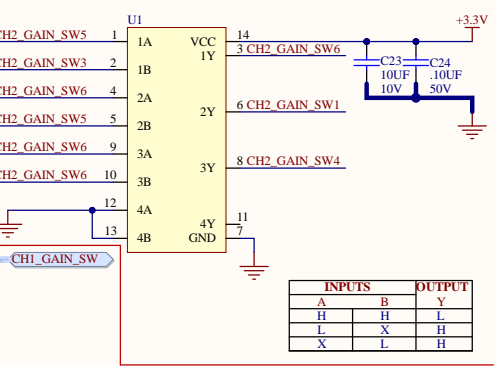 U1
+3.3V
CH2_GAIN_SW5 1 1A VCC 14
1Y 3 CH2_GAIN_SW6
CH2_GAIN_SW3 2 1B
C23 C24
10UF .10UF
10V 50V
CH2_GAIN_SW6 4 2A
2Y 6 CH2_GAIN_SW1
CH2_GAIN_SW5 5 2B
CH2_GAIN_SW6 9 3A
3Y 8 CH2_GAIN_SW4
CH2_GAIN_SW6 10 3B
12 4A
4Y 11
13 4B GND 7
CH1_GAIN_SW
INPUTS OUTPUT
A B Y
H H L
L X H
X L H